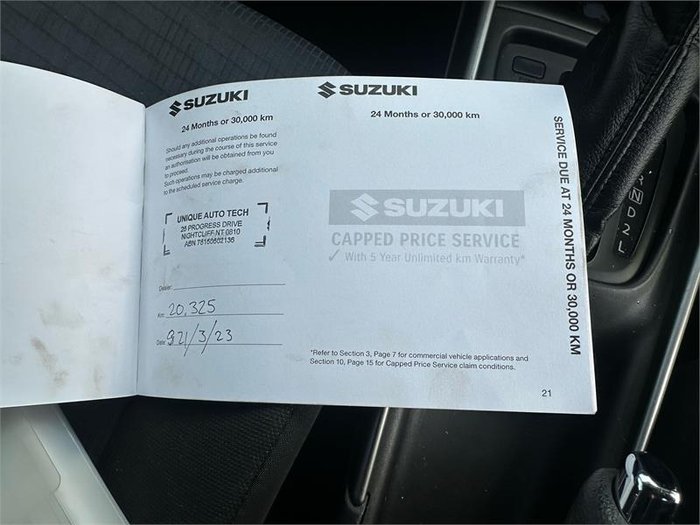 SUZUKI
24 Months or 30,000 km
Should any additional operations be found
necessary during the course of this service
an authorisation will be obtained from you
to proceed.
Such operations may be charged additional
to the scheduled service charge.
UNIQUE AUTO TECH
25 PROGRESS DRIVE
NIGHTCLIFF NT 0810
ABN 76150602136
Dealer:
Km: 20,325
Date: 21/3/23
SUZUKI
24 Months or 30,000 km
SUZUKI
CAPPED PRICE SERVICE
✓ With 5 Year Unlimited km Warranty*
*Refer to Section 3, Page 7 for commercial vehicle applications and
Section 10, Page 15 for Capped Price Service claim conditions.
21
SERVICE DUE AT 24 MONTHS OR 30,000 KM
N
D
2
L